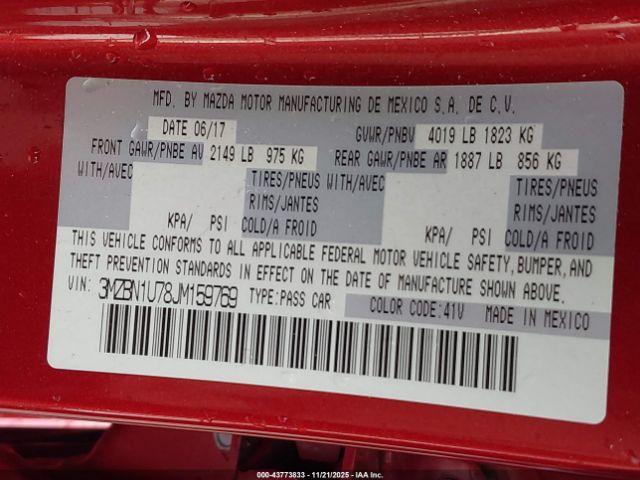 MFD. BY MAZDA MOTOR MANUFACTURING DE MEXICO S.A. DE C.V.
DATE 06/17 GVWR/PNBV 4019 LB 1823 KG
FRONT GAWR/PNBE AV 2149 LB 975 KG REAR GAWR/PNBE AR 1887 LB 856 KG
WITH/AVEC TIRES/PNEUS WITH/AVEC TIRES/PNEUS
RIMS/JANTES RIMS/JANTES
KPA/ PSI COLD/A FROID KPA/ PSI COLD/A FROID
THIS VEHICLE CONFORMS TO ALL APPLICABLE FEDERAL MOTOR VEHICLE SAFETY, BUMPER, AND
THEFT PREVENTION STANDARDS IN EFFECT ON THE DATE OF MANUFACTURE SHOWN ABOVE.
VIN: 3MZBN1U78JM159769 TYPE:PASS CAR COLOR CODE:41V MADE IN MEXICO
000-43773833 - 11/21/2025 - IAA Inc.